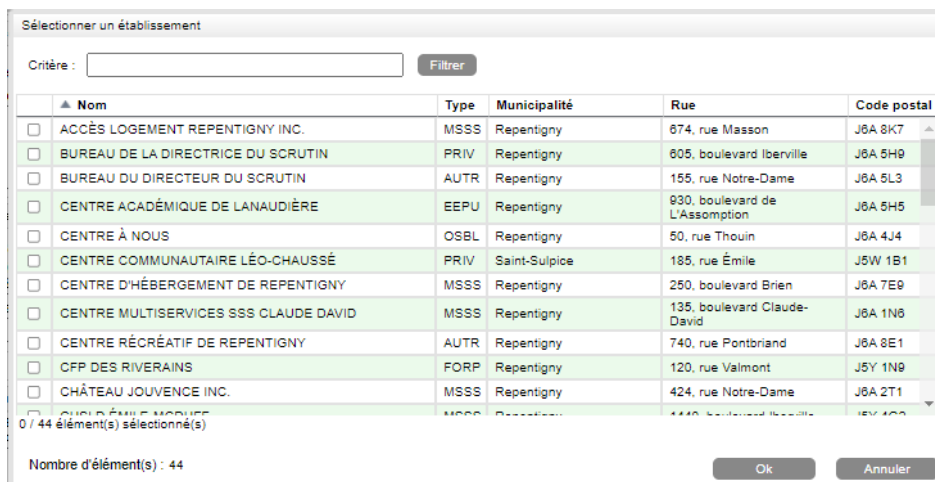 Sélectionner un établissement
Critère : Filtrer
Nom Type Municipalité Rue Code postal
ACCÈS LOGEMENT REPENTIGNY INC. MSSS Repentigny 674, rue Masson J6A 8K7
BUREAU DE LA DIRECTRICE DU SCRUTIN PRIV Repentigny 605, boulevard Iberville J6A 5H9
BUREAU DU DIRECTEUR DU SCRUTIN AUTR Repentigny 155, rue Notre-Dame J6A 5L3
CENTRE ACADÉMIQUE DE LANAUDIÈRE EEPU Repentigny 930, boulevard de
L'Assomption J6A 5H5
CENTRE À NOUS OSBL Repentigny 50, rue Thouin J6A 4J4
CENTRE COMMUNAUTAIRE LÉO-CHAUSSÉ PRIV Saint-Sulpice 185, rue Émile J5W 1B1
CENTRE D'HÉBERGEMENT DE REPENTIGNY MSSS Repentigny 250, boulevard Brien J6A 7E9
CENTRE MULTISERVICES SSS CLAUDE DAVID MSSS Repentigny 135, boulevard Claude-
David J6A 1N6
CENTRE RÉCRÉATIF DE REPENTIGNY AUTR Repentigny 740, rue Pontbriand J6A 8E1
CFP DES RIVERAINS FORP Repentigny 120, rue Valmont J5Y 1N9
CHÂTEAU JOUVENCE INC. MSSS Repentigny 424, rue Notre-Dame J6A 2T1
MSSS Repentigny
0 / 44 élément(s) sélectionné(s)
Nombre d'élément(s) : 44
Ok Annuler